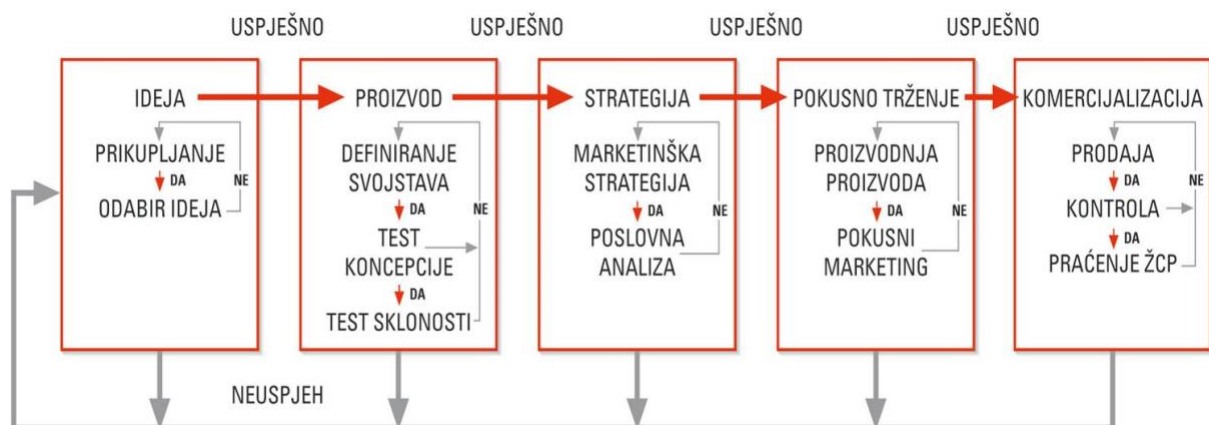 USPJEŠNO USPJEŠNO USPJEŠNO USPJEŠNO
IDEJA PROIZVOD STRATEGIJA POKUSNO TRŽENJE KOMERCIJALIZACIJA
PRIKUPLJANJE
DA NE
ODABIR IDEJA
DEFINIRANJE
SVOJSTAVA
DA NE
TEST
KONCEPCIJE
DA
TEST SKLONOSTI
MARKETINŠKA
STRATEGIJA
DA NE
POSLOVNA
ANALIZA
PROIZVODNJA
PROIZVODA
DA NE
POKUSNI
MARKETING
PRODAJA
DA NE
KONTROLA
DA
PRAĆENJE ŽCP
NEUSPJEH